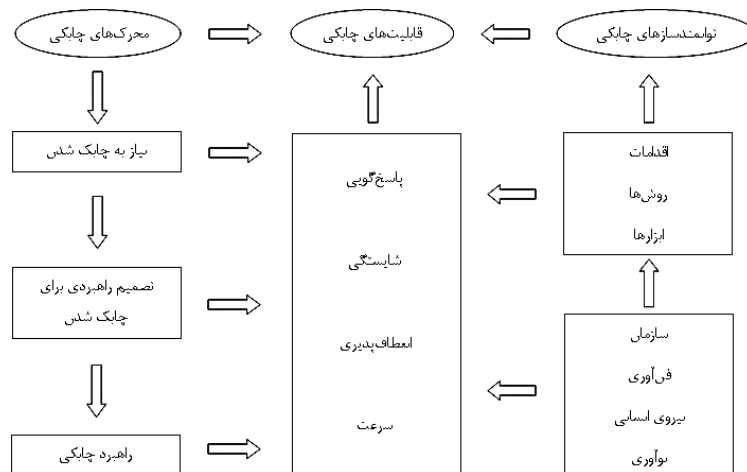 توانمندسازهای چابکی
قابلیت‌های چابکی
محرک‌های چابکی
اقدامات
روش‌ها
ابزارها
سازمان
فن‌آوری
نیروی انسانی
نوآوری
پاسخ‌گویی
شایستگی
انعطاف‌پذیری
سرعت
نیاز به چابک شدن
تصمیم راهبردی برای
چابک شدن
راهبرد چابکی